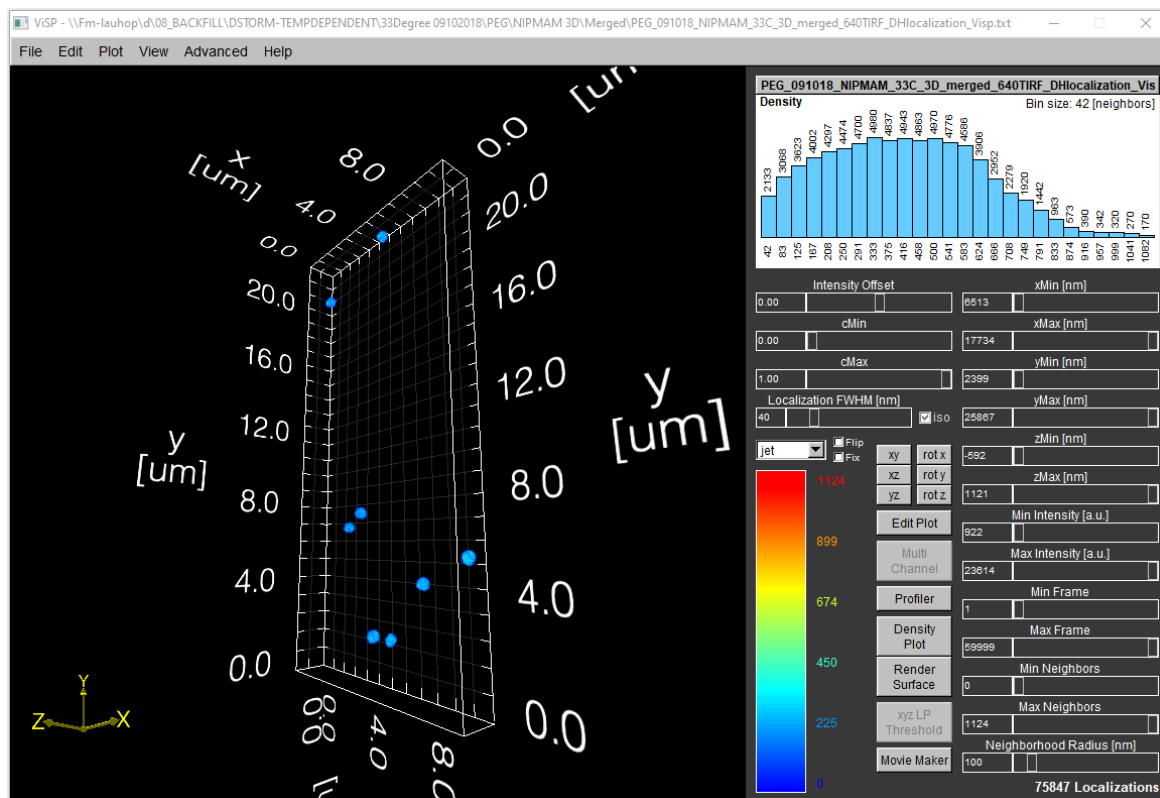 ViSP - \\Fm-lauhop\d\08_BACKFILL\DSTORM-TEMPDEPENDENT\33Degree 09102018\PEG\NIPMAM 3D\Merged\PEG_091018_NIPMAM_33C_3D_merged_640TIRF_DHlocalization_Visp.txt
File Edit Plot View Advanced Help
[um]
x
[um]
0.0
4.0
8.0
0.0
20.0
16.0
12.0
8.0
4.0
0.0
y
[um]
20.0
16.0
12.0
8.0
4.0
0.0
y
[um]
0.0
0.0
4.0
8.0
Y
Z
X
PEG_091018_NIPMAM_33C_3D_merged_640TIRF_DHlocalization_Vis
Density
Bin size: 42 [neighbors]
2133 3068 3623 4002 4297 4474 4700 4980 4837 4943 4863 4970 4776 4586 3906 2952 2279 1920 1442 963 573 390 342 320 270 170
42 83 125 167 208 250 291 333 375 416 458 500 541 583 624 666 708 749 791 833 874 916 957 999 1041 1082
Intensity Offset
0.00
cMin
0.00
cMax
1.00
Localization FWHM [nm]
40
iso
jet
Flip
Fix
1124
899
674
450
225
0
xy rot x
xz rot y
yz rot z
Edit Plot
Multi
Channel
Profiler
Density
Plot
Render
Surface
xyz LP
Threshold
Movie Maker
xMin [nm]
6513
xMax [nm]
17734
yMin [nm]
2399
yMax [nm]
25867
zMin [nm]
-592
zMax [nm]
1121
Min Intensity [a.u.]
922
Max Intensity [a.u.]
23614
Min Frame
1
Max Frame
59999
Min Neighbors
0
Max Neighbors
1124
Neighborhood Radius [nm]
100
75847 Localizations